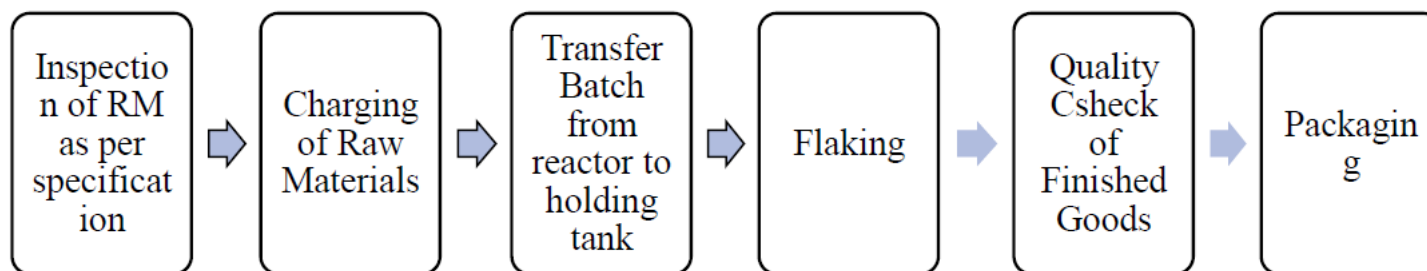 Inspectio
n of RM
as per
specificat
ion
Charging
of Raw
Materials
Transfer
Batch
from
reactor to
holding
tank
Flaking
Quality
Csheck
of
Finished
Goods
Packagin
g